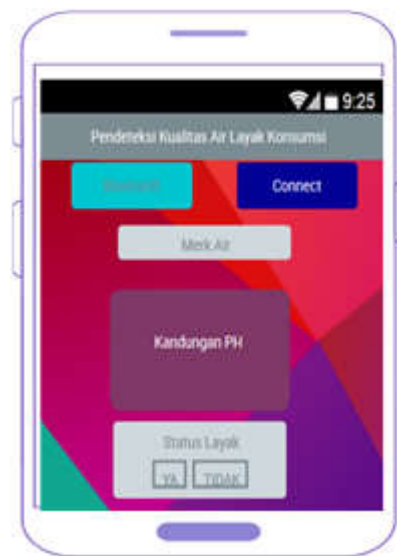 9:25
Pendeteksi Kualitas Air Layak Konsumsi
Connect
Merk Air
Kandungan PH
Status Layak
YA TIDAK